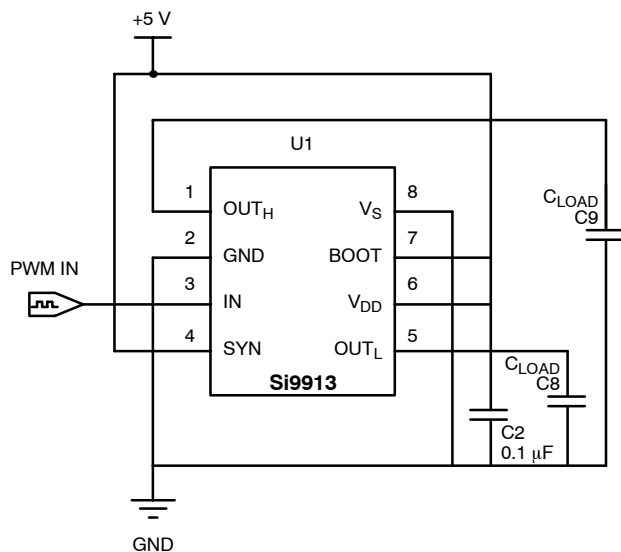 +5 V
U1
1
OUTH
2
GND
3
IN
4
SYN
8
VS
7
BOOT
6
VDD
5
OUTL
Si9913
PWM IN
CLOAD
C9
CLOAD
C8
C2
0.1 μF
GND